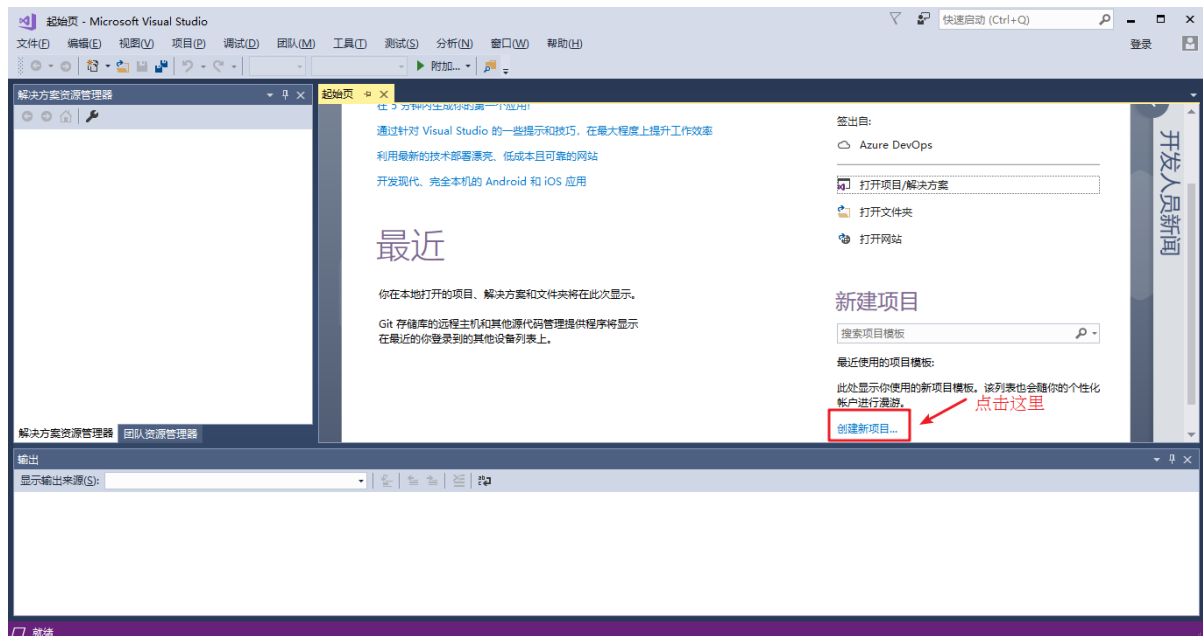 起始页 - Microsoft Visual Studio
快速启动 (Ctrl+Q)
文件(F) 编辑(E) 视图(V) 项目(P) 调试(D) 团队(M) 工具(T) 测试(S) 分析(N) 窗口(W) 帮助(H)
登录
附加...
解决方案资源管理器
起始页
在 5 分钟内生成你的第一个应用!
通过针对 Visual Studio 的一些提示和技巧，在最大程度上提升工作效率
利用最新的技术部署漂亮、低成本且可靠的网站
开发现代、完全本机的 Android 和 iOS 应用
最近
你在本地打开的项目、解决方案和文件夹将在此次显示。
Git 存储库的远程主机和其他源代码管理提供程序将显示
在最近的你登录到的其他设备列表上。
签出自:
Azure DevOps
打开项目/解决方案
打开文件夹
打开网站
新建项目
搜索项目模板
最近使用的项目模板:
此处显示你使用的新项目模板。该列表也会随你的个性化
帐户进行漫游。
点击这里
创建新项目...
开发人员新闻
解决方案资源管理器 团队资源管理器
输出
显示输出来源(S):
就绪